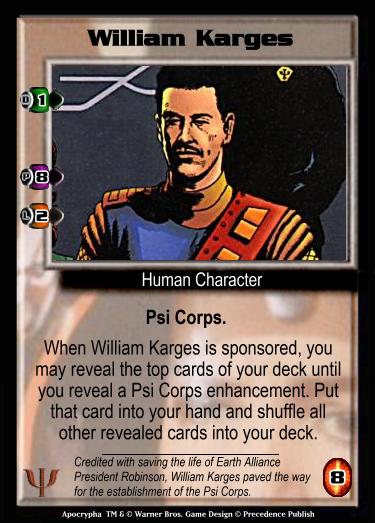 William Karges
D 1
P 8
L 2
Human Character
Psi Corps.
When William Karges is sponsored, you
may reveal the top cards of your deck until
you reveal a Psi Corps enhancement. Put
that card into your hand and shuffle all
other revealed cards into your deck.
Credited with saving the life of Earth Alliance
President Robinson, William Karges paved the way
for the establishment of the Psi Corps.
8
Apocrypha TM & © Warner Bros. Game Design © Precedence Publish